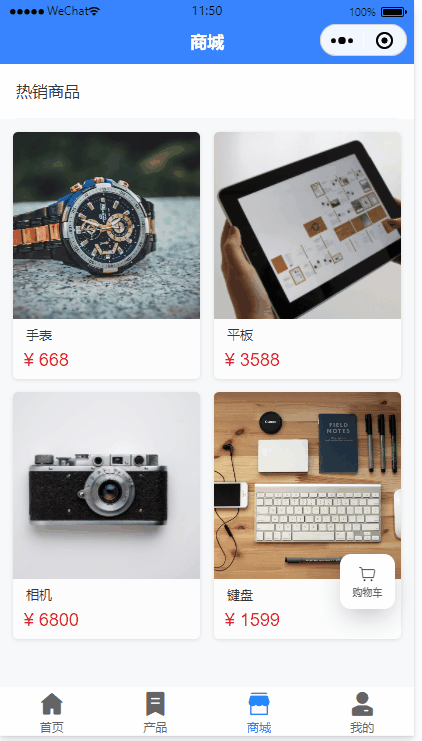 WeChat 11:50 100%
商城
热销商品
手表 平板
¥ 668 ¥ 3588
Canon
FIELD NOTES
相机 键盘
¥ 6800 ¥ 1599
购物车
首页 产品 商城 我的